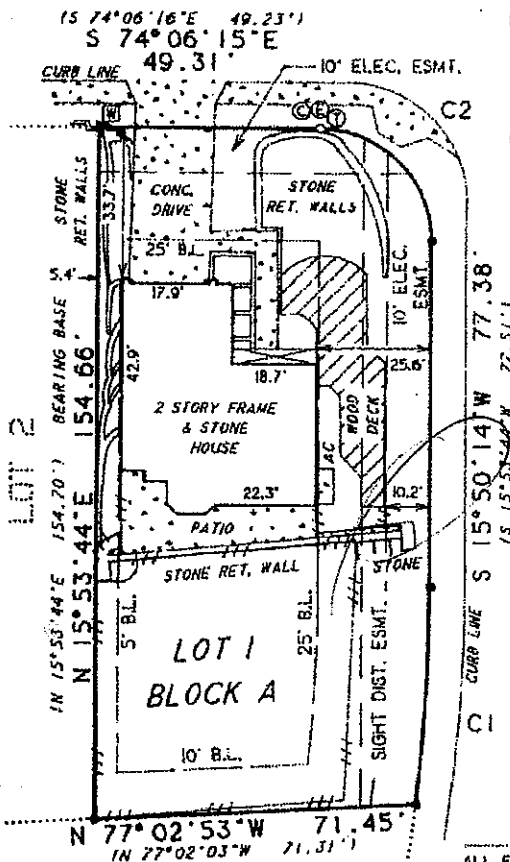 (S 74°06'16"E 49.23')
S 74°06'15"E
49.31'
CURB LINE
10' ELEC. ESMT.
W
C E T
C2
STONE
RET. WALLS
33.7'
CONC.
DRIVE
STONE
RET. WALLS
25' B.L.
17.9'
5.4'
10' ELEC.
ESMT.
LOT 2
(N 15°53'44"E 154.70')
N 15°53'44"E 154.66'
BEARING BASE
42.9'
18.7'
25.6'
2 STORY FRAME
& STONE
HOUSE
WOOD
DECK
AC
22.3'
10.2'
PATIO
STONE RET. WALL
STONE
S 15°50'14"W 77.38'
CURB LINE
5' B.L.
25' B.L.
LOT 1
BLOCK A
SIGHT DIST. ESMT.
C1
10' B.L.
N 77°02'53"W 71.45'
(N 77°02'03"W 71.31')